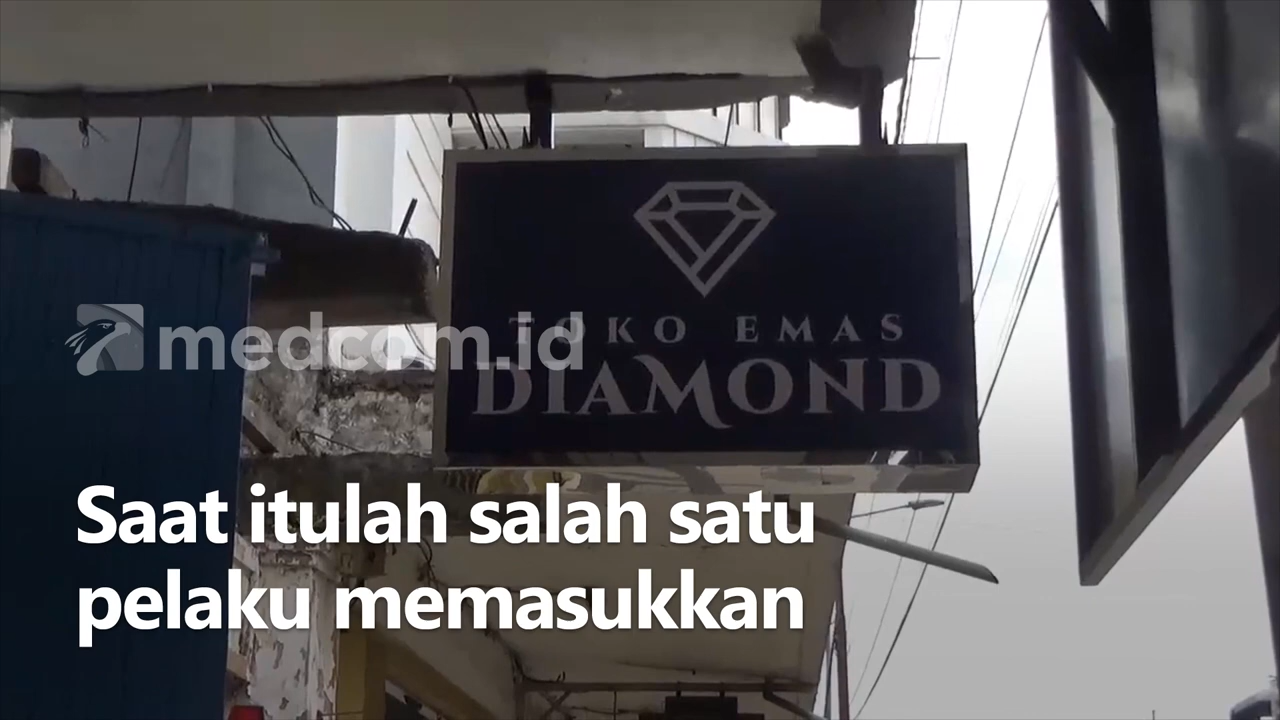 TOKO EMAS
DIAMOND
medcom.id
Saat itulah salah satu
pelaku memasukkan